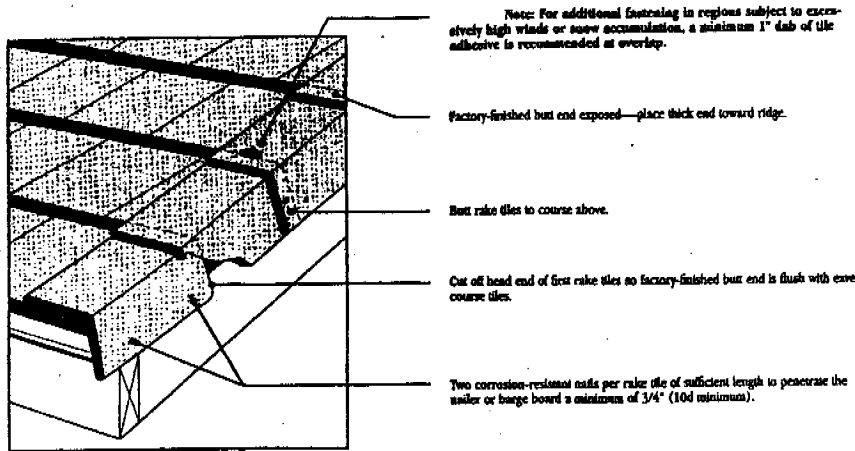 Note: For additional fastening in regions subject to exces-
sively high winds or snow accumulation, a minimum 1" dab of tile
adhesive is recommended at overlap.
Factory-finished butt end exposed—place thick end toward ridge.
Butt rake tiles to course above.
Cut off head end of first rake tiles so factory-finished butt end is flush with eave
course tiles.
Two corrosion-resistant nails per rake tile of sufficient length to penetrate the
nailer or barge board a minimum of 3/4" (10d minimum).